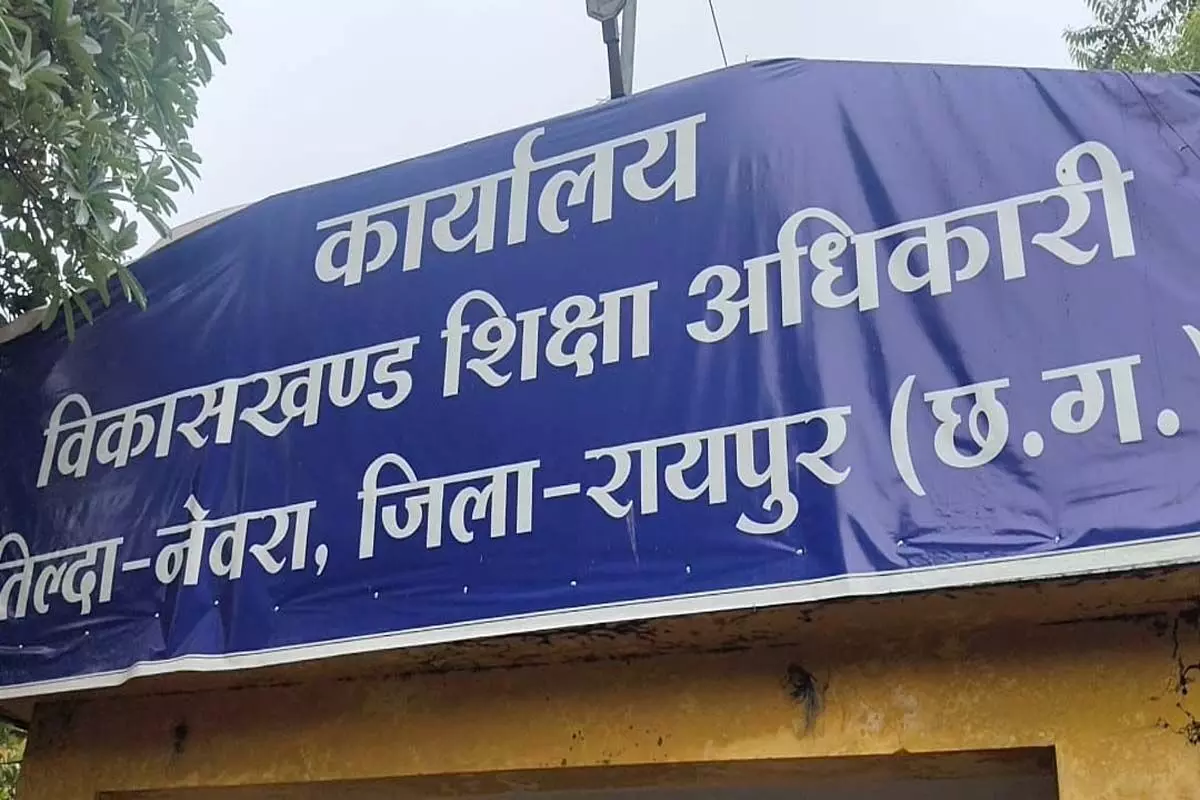 कार्यालय
विकासखण्ड शिक्षा अधिकारी
तिल्दा-नेवरा, जिला-रायपुर (छ.ग.)